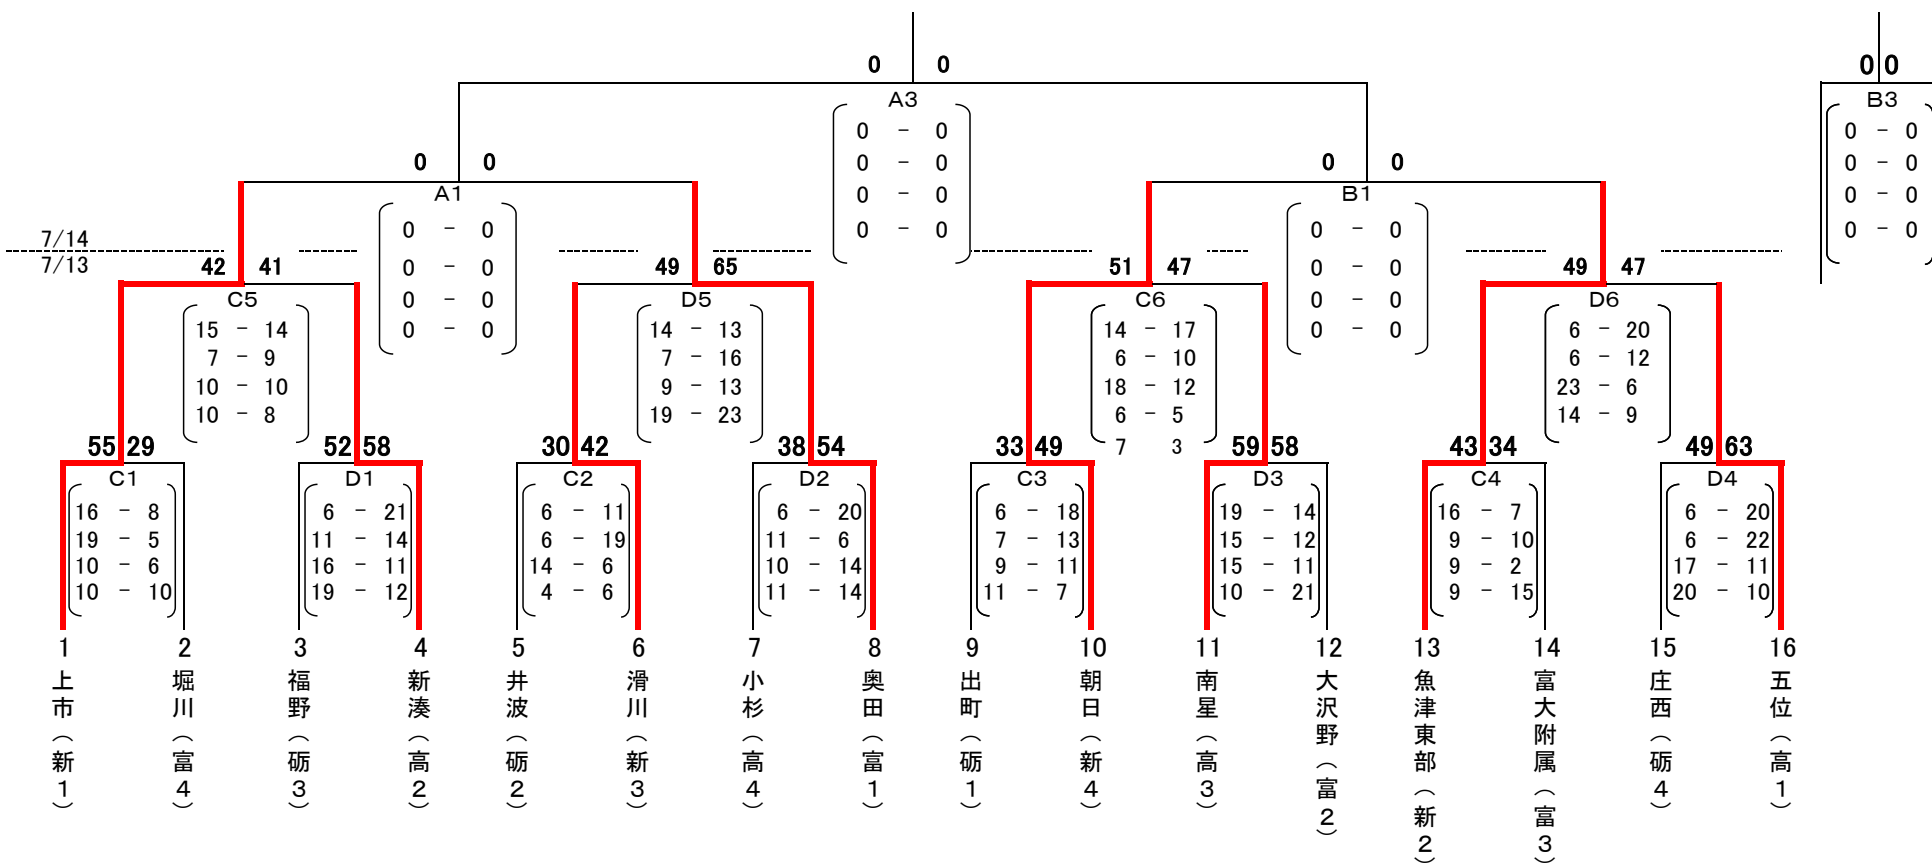 0 0
0 0
A3
B3
0 - 0
0 - 0
0 - 0
0 - 0
0 - 0
0 - 0
0 - 0
0 - 0
0 0
0 0
A1
B1
0 - 0
0 - 0
0 - 0
0 - 0
0 - 0
0 - 0
0 - 0
0 - 0
7/14
7/13
42 41
49 65
51 47
49 47
C5
15 - 14
7 - 9
10 - 10
10 - 8
D5
14 - 13
7 - 16
9 - 13
19 - 23
C6
14 - 17
6 - 10
18 - 12
6 - 5
7 3
D6
6 - 20
6 - 12
23 - 6
14 - 9
55 29
C1
16 - 8
19 - 5
10 - 6
10 - 10
52 58
D1
6 - 21
11 - 14
16 - 11
19 - 12
30 42
C2
6 - 11
6 - 19
14 - 6
4 - 6
38 54
D2
6 - 20
11 - 6
10 - 14
11 - 14
33 49
C3
6 - 18
7 - 13
9 - 11
11 - 7
59 58
D3
19 - 14
15 - 12
15 - 11
10 - 21
43 34
C4
16 - 7
9 - 10
9 - 2
9 - 15
49 63
D4
6 - 20
6 - 22
17 - 11
20 - 10
1
上市（新1）
2
堀川（富4）
3
福野（砺3）
4
新湊（高2）
5
井波（砺2）
6
滑川（新3）
7
小杉（高4）
8
奥田（富1）
9
出町（砺1）
10
朝日（新4）
11
南星（高3）
12
大沢野（富2）
13
魚津東部（新2）
14
富大附属（富3）
15
庄西（砺4）
16
五位（高1）